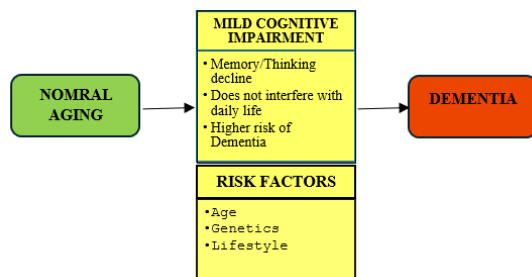 MILD COGNITIVE
IMPAIRMENT
• Memory/Thinking
decline
• Does not interfere with
daily life
• Higher risk of
Dementia
NOMRAL
AGING
DEMENTIA
RISK FACTORS
•Age
•Genetics
•Lifestyle